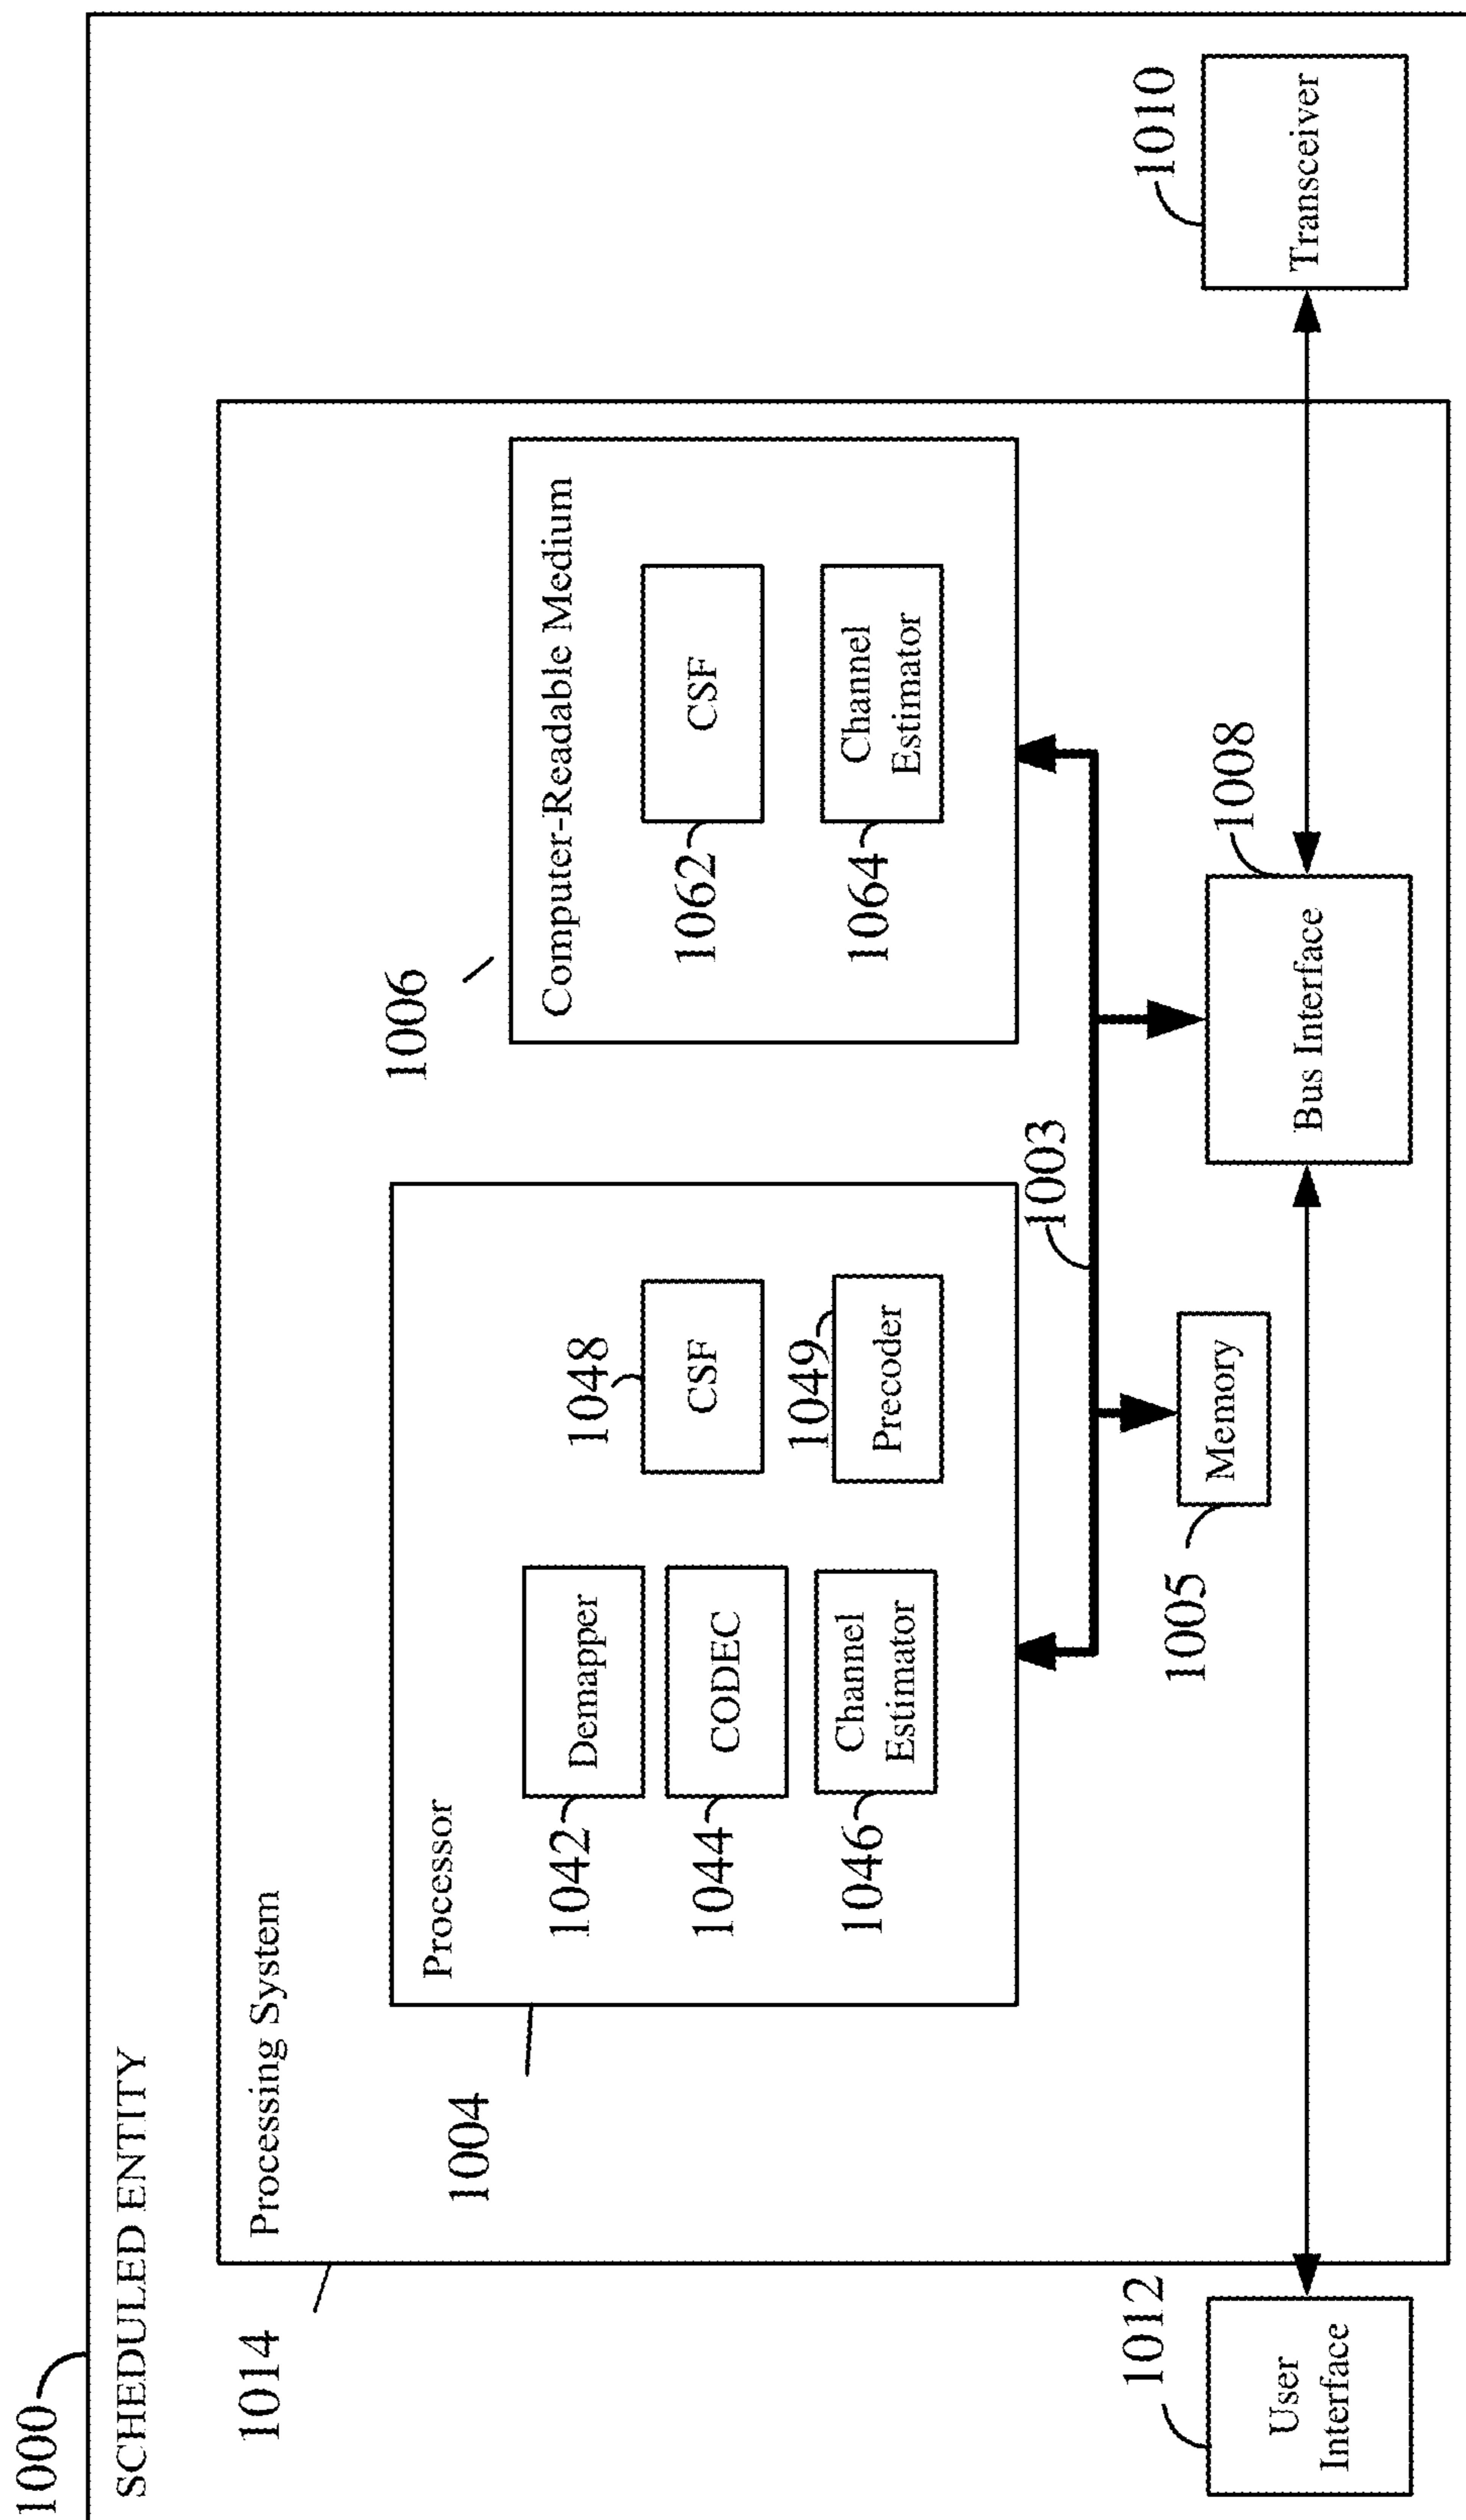 1000
SCHEDULED ENTITY
1014
Processing System
1004
Processor
1042
Demapper
1044
CODEC
1046
Channel
Estimator
1048
CSF
1049
Precoder
1006
Computer-Readable Medium
1062
CSF
1064
Channel
Estimator
1003
1005
Memory
1008
Bus Interface
1012
User
Interface
1010
Transceiver